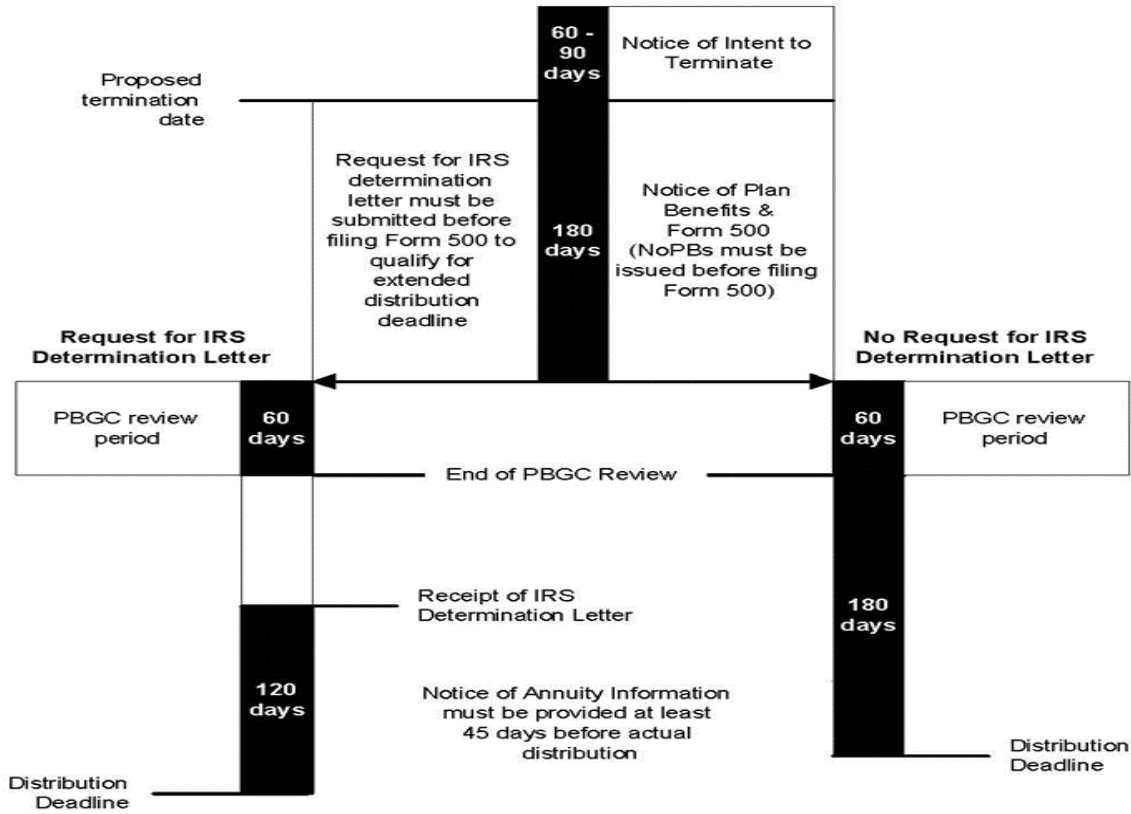 60 -
90
days
Notice of Intent to
Terminate
Proposed
termination
date
Request for IRS
determination
letter must be
submitted before
filing Form 500 to
qualify for
extended
distribution
deadline
180
days
Notice of Plan
Benefits &
Form 500
(NoPBs must be
issued before filing
Form 500)
Request for IRS
Determination Letter
No Request for IRS
Determination Letter
PBGC review
period
60
days
60
days
PBGC review
period
End of PBGC Review
Receipt of IRS
Determination Letter
180
days
120
days
Notice of Annuity Information
must be provided at least
45 days before actual
distribution
Distribution
Deadline
Distribution
Deadline